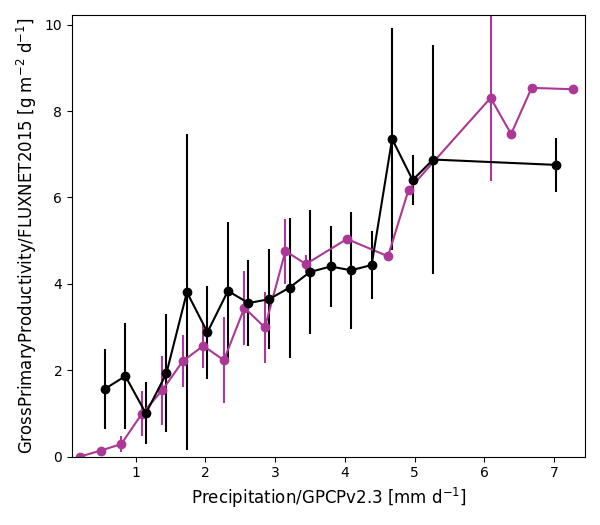 GrossPrimaryProductivity/FLUXNET2015 [g m⁻² d⁻¹]
10
8
6
4
2
0
1 2 3 4 5 6 7
Precipitation/GPCPv2.3 [mm d⁻¹]